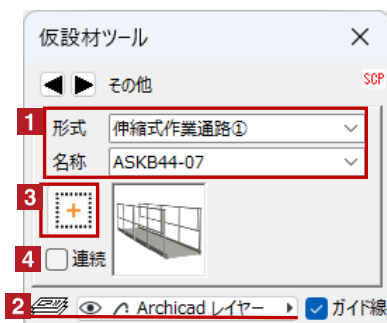 仮設材ツール
その他
SCP
1
形式 伸縮式作業通路①
名称 ASKB44-07
3
4 連続
2 Archicad レイヤー ガイド線